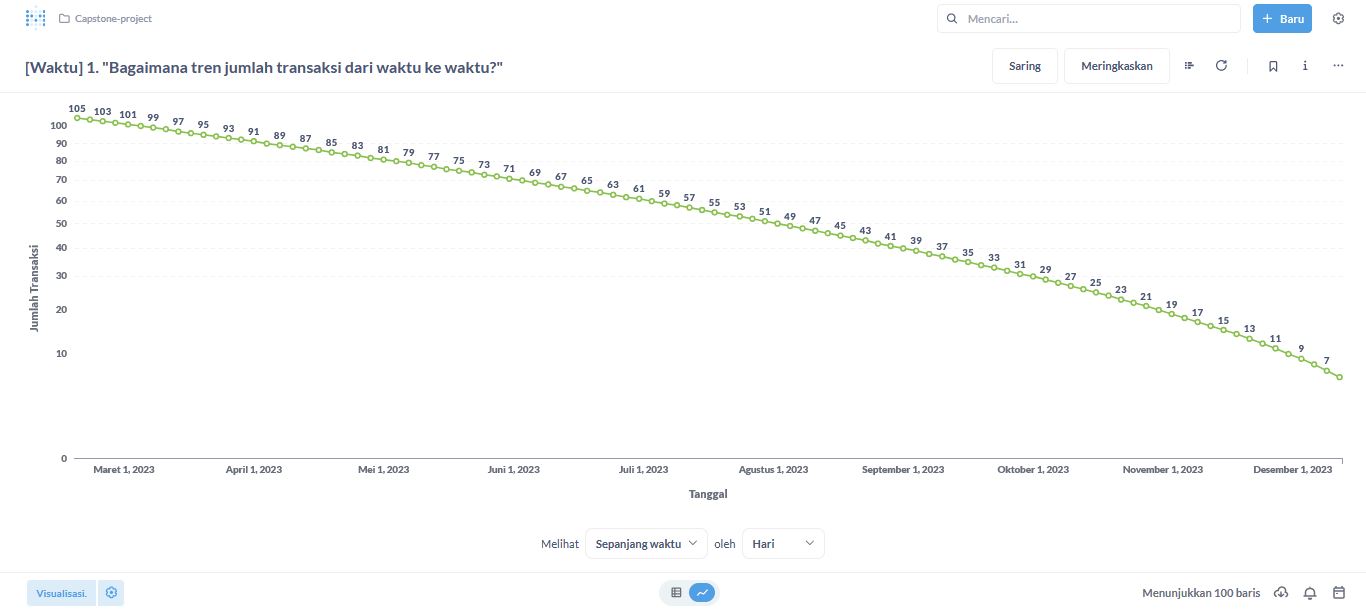 Capstone-project
Mencari...
Baru
[Waktu] 1. "Bagaimana tren jumlah transaksi dari waktu ke waktu?"
Saring
Meringkaskan
105 103 101 99 97 95 93 91 89 87 85 83 81 79 77 75 73 71 69 67 65 63 61 59 57 55 53 51 49 47 45 43 41 39 37 35 33 31 29 27 25 23 21 19 17 15 13 11 9 7
100
90
80
70
60
50
40
30
20
10
0
Jumlah Transaksi
Maret 1, 2023 April 1, 2023 Mei 1, 2023 Juni 1, 2023 Juli 1, 2023 Agustus 1, 2023 September 1, 2023 Oktober 1, 2023 November 1, 2023 Desember 1, 2023
Tanggal
Melihat Sepanjang waktu oleh Hari
Visualisasi.
Menunjukkan 100 baris